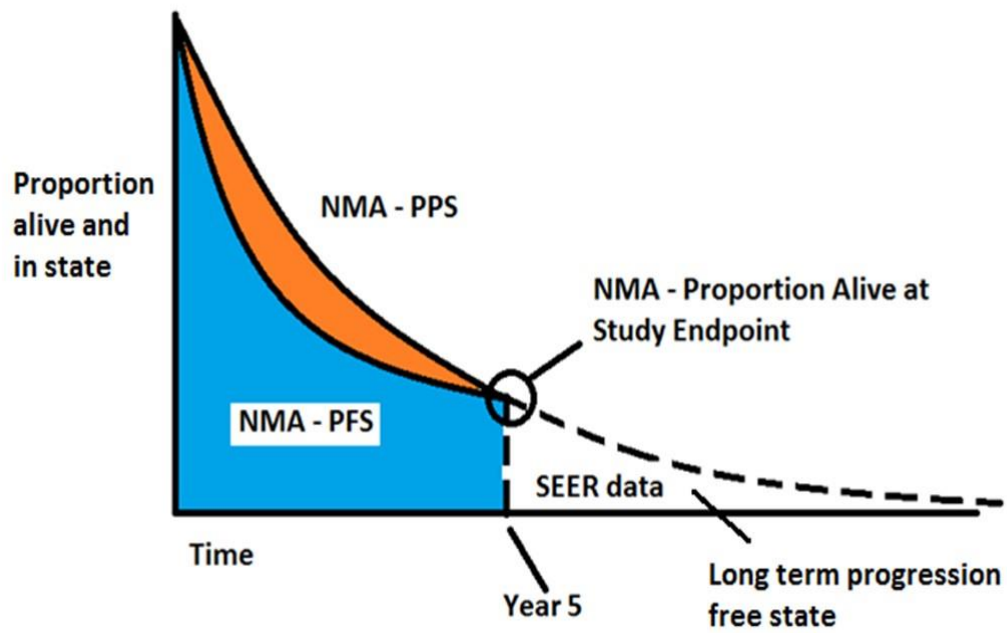 Proportion
alive and
in state
NMA - PPS
NMA - Proportion Alive at
Study Endpoint
NMA - PFS
SEER data
Time
Year 5
Long term progression
free state